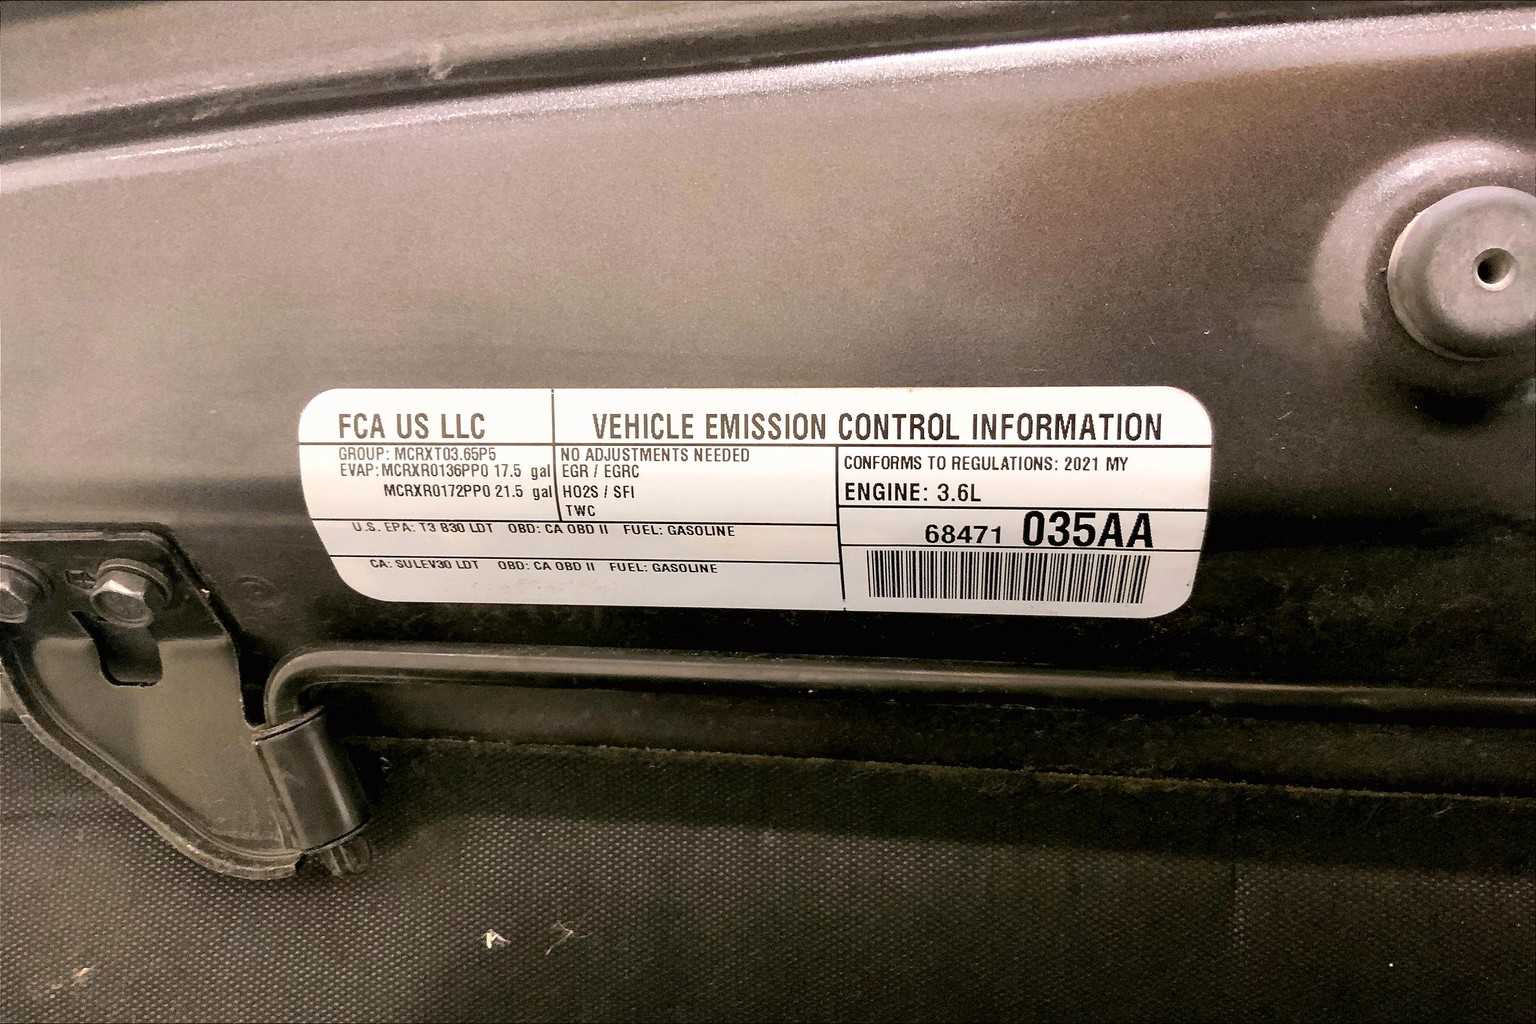 FCA US LLC
VEHICLE EMISSION CONTROL INFORMATION
GROUP: MCRXT03.65P5
EVAP: MCRXR0136PP0 17.5 gal
MCRXR0172PP0 21.5 gal
NO ADJUSTMENTS NEEDED
EGR / EGRC
HO2S / SFI
TWC
CONFORMS TO REGULATIONS: 2021 MY
ENGINE: 3.6L
U.S. EPA: T3 B30 LDT OBD: CA OBD II FUEL: GASOLINE
68471 035AA
CA: SULEV30 LDT OBD: CA OBD II FUEL: GASOLINE